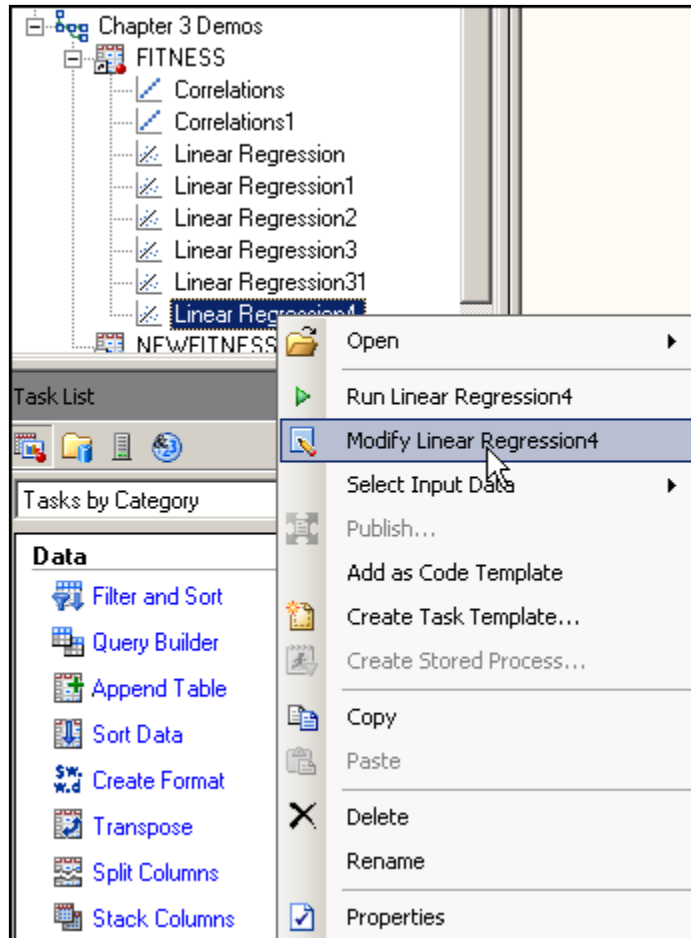 Chapter 3 Demos
FITNESS
Correlations
Correlations1
Linear Regression
Linear Regression1
Linear Regression2
Linear Regression3
Linear Regression31
Linear Regression4
NEWFITNESS
Task List
Tasks by Category
Data
Filter and Sort
Query Builder
Append Table
Sort Data
Create Format
Transpose
Split Columns
Stack Columns
Open
Run Linear Regression4
Modify Linear Regression4
Select Input Data
Publish...
Add as Code Template
Create Task Template...
Create Stored Process...
Copy
Paste
Delete
Rename
Properties